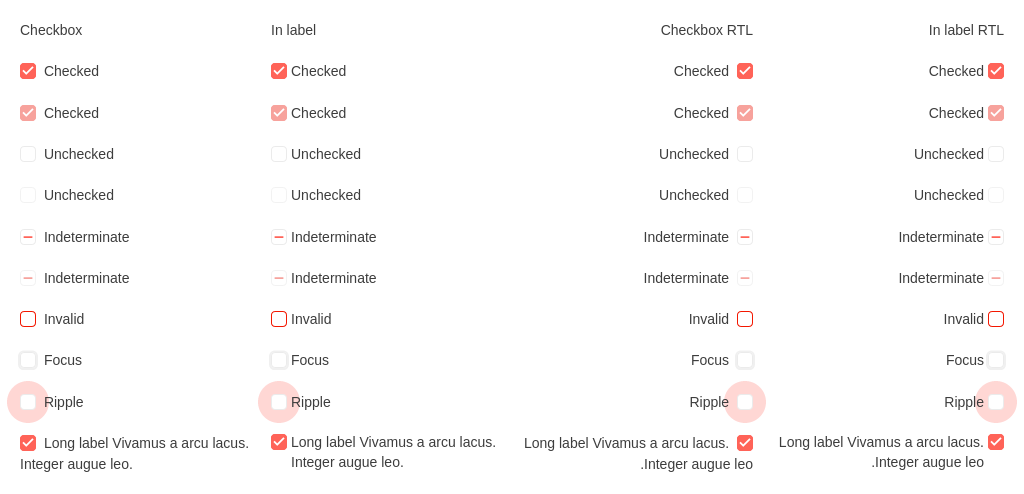 Checkbox In label Checkbox RTL In label RTL
Checked Checked Checked Checked
Checked Checked Checked Checked
Unchecked Unchecked Unchecked Unchecked
Unchecked Unchecked Unchecked Unchecked
Indeterminate Indeterminate Indeterminate Indeterminate
Indeterminate Indeterminate Indeterminate Indeterminate
Invalid Invalid Invalid Invalid
Focus Focus Focus Focus
Ripple Ripple Ripple Ripple
Long label Vivamus a arcu lacus. Long label Vivamus a arcu lacus. Long label Vivamus a arcu lacus. Long label Vivamus a arcu lacus.
Integer augue leo. Integer augue leo. .Integer augue leo .Integer augue leo